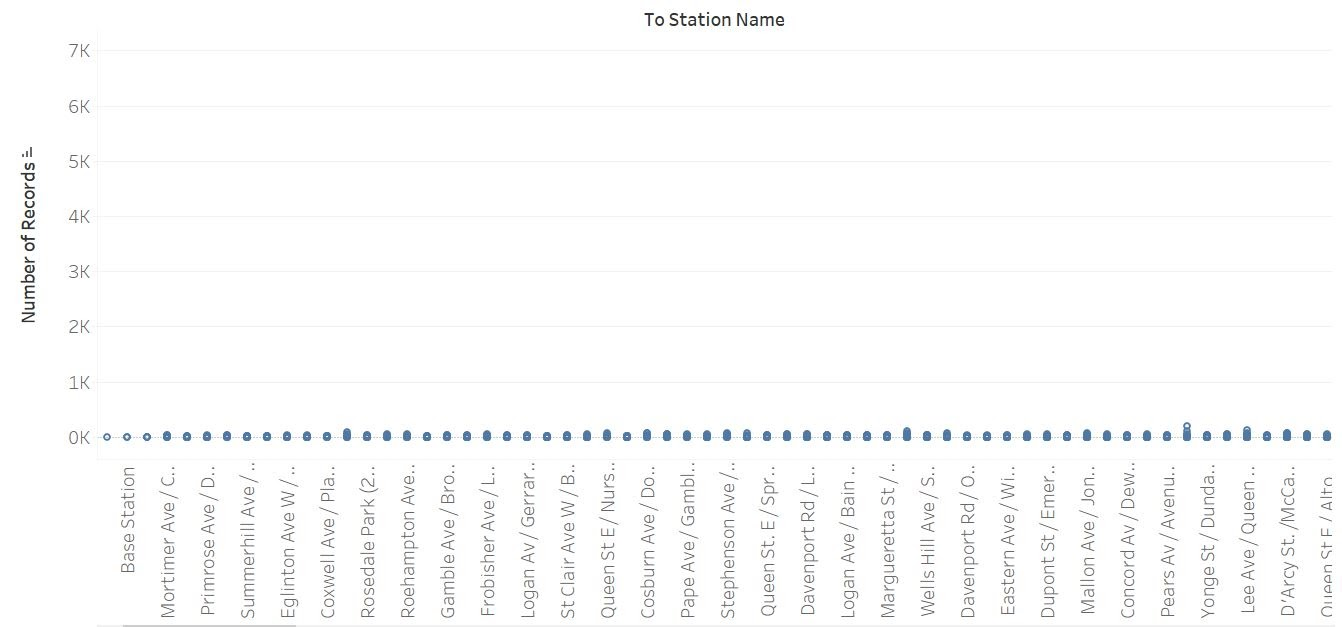 To Station Name
Number of Records
7K
6K
5K
4K
3K
2K
1K
0K
Base Station
Mortimer Ave / C..
Primrose Ave / D..
Summerhill Ave / ..
Eglinton Ave W / ..
Coxwell Ave / Pla..
Rosedale Park (2..
Roehampton Ave..
Gamble Ave / Bro..
Frobisher Ave / L..
Logan Av / Gerrar..
St Clair Ave W / B..
Queen St E / Nurs..
Cosburn Ave / Do..
Pape Ave / Gambl..
Stephenson Ave /..
Queen St. E / Spr..
Davenport Rd / L..
Logan Ave / Bain ..
Margueretta St / ..
Wells Hill Ave / S..
Davenport Rd / O..
Eastern Ave / Wi..
Dupont St / Emer..
Mallon Ave / Jon..
Concord Av / Dew..
Pears Av / Avenu..
Yonge St / Dunda..
Lee Ave / Queen ..
D'Arcy St. /McCa..
Queen St E / Alto